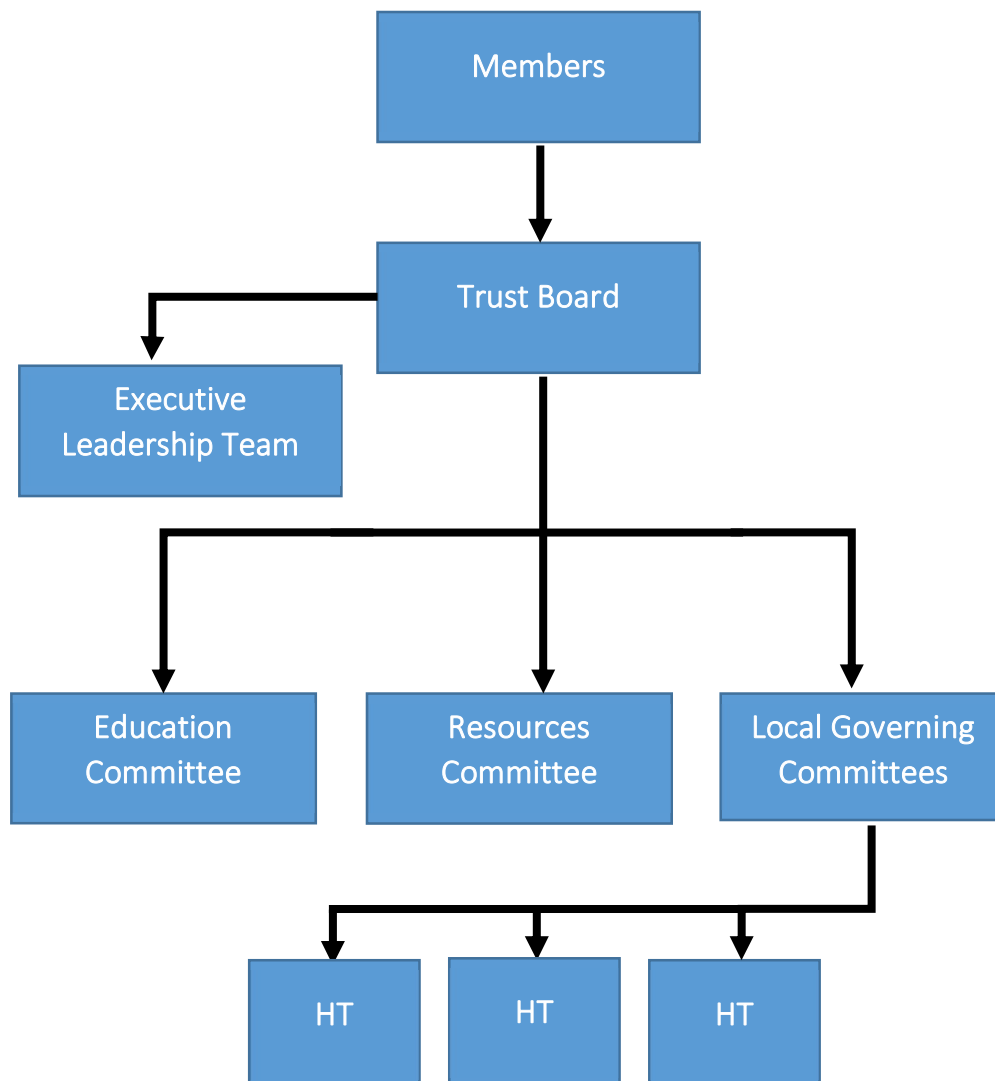 Members
Trust Board
Executive
Leadership Team
Education
Committee
Resources
Committee
Local Governing
Committees
HT
HT
HT